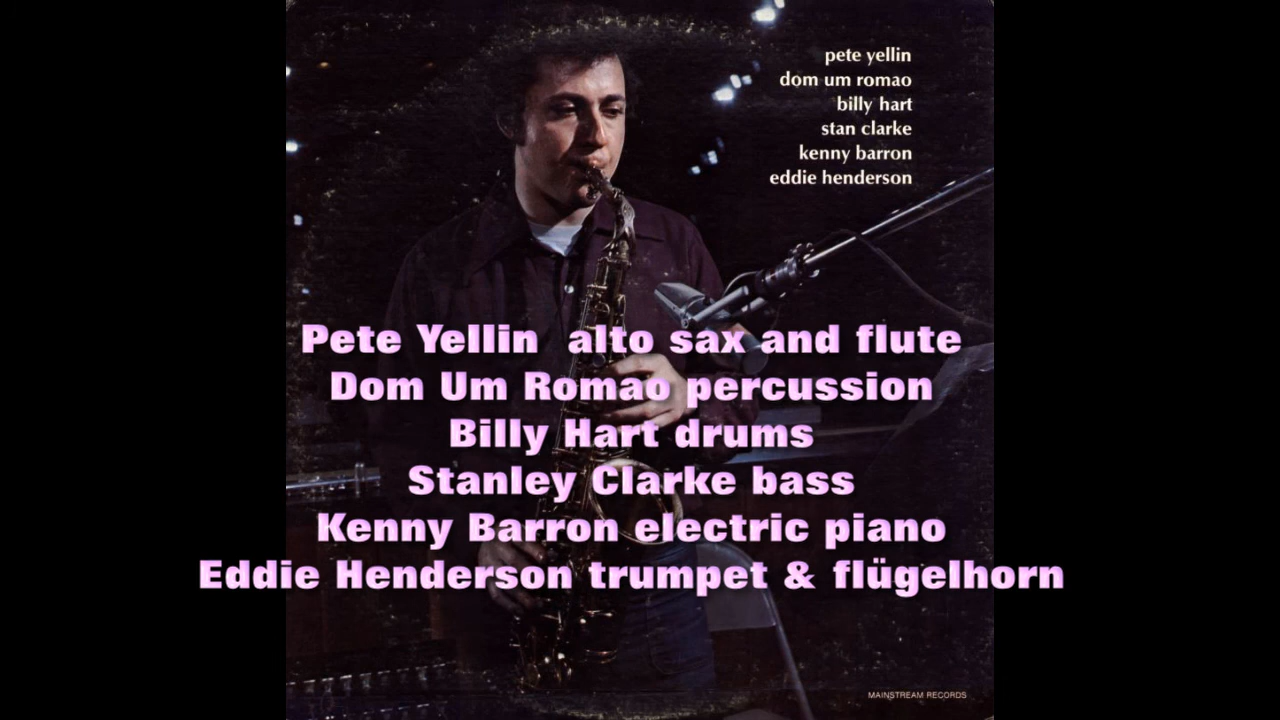 pete yellin
dom um romao
billy hart
stan clarke
kenny barron
eddie henderson
Pete Yellin alto sax and flute
Dom Um Romao percussion
Billy Hart drums
Stanley Clarke bass
Kenny Barron electric piano
Eddie Henderson trumpet & flügelhorn
MAINSTREAM RECORDS